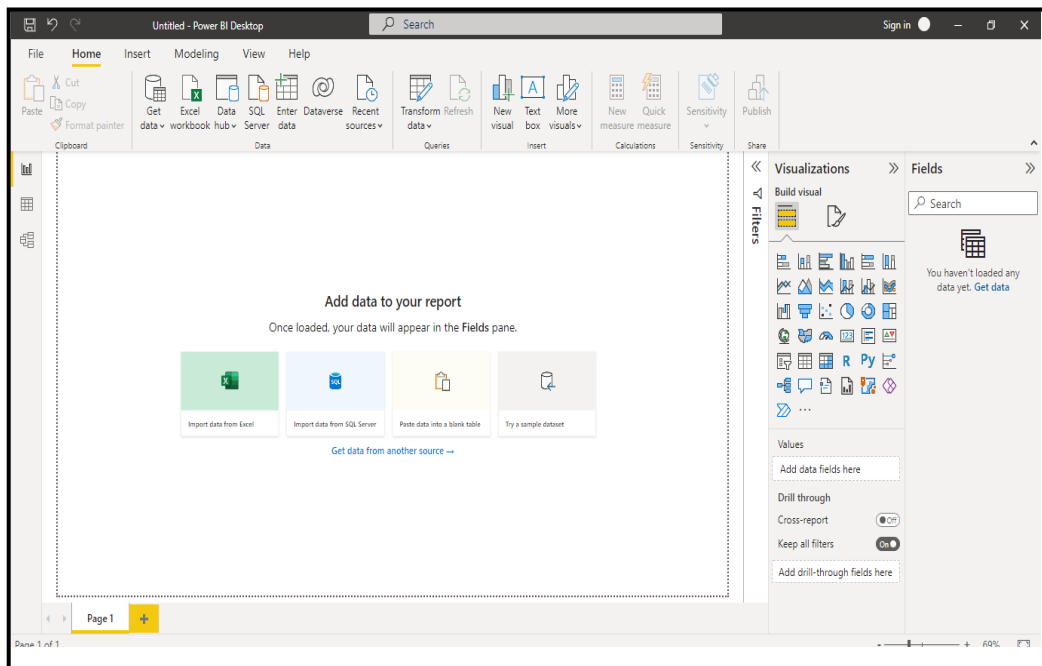 Untitled - Power BI Desktop
Search
Sign in
File Home Insert Modeling View Help
Paste
Cut
Copy
Format painter
Clipboard
Get data
Excel workbook
Data hub
SQL Server
Enter data
Dataverse
Recent sources
Data
Transform data
Refresh
Queries
New visual
Text box
More visuals
Insert
New measure
Quick measure
Calculations
Sensitivity
Sensitivity
Publish
Share
Filters
Visualizations
Build visual
123
R Py
Values
Add data fields here
Drill through
Cross-report
Off
Keep all filters
On
Add drill-through fields here
Fields
Search
You haven't loaded any
data yet. Get data
Add data to your report
Once loaded, your data will appear in the Fields pane.
SQL
Import data from Excel
Import data from SQL Server
Paste data into a blank table
Try a sample dataset
Get data from another source →
Page 1
+
Page 1 of 1
- + 69%